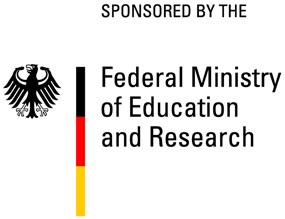 SPONSORED BY THE
Federal Ministry
of Education
and Research